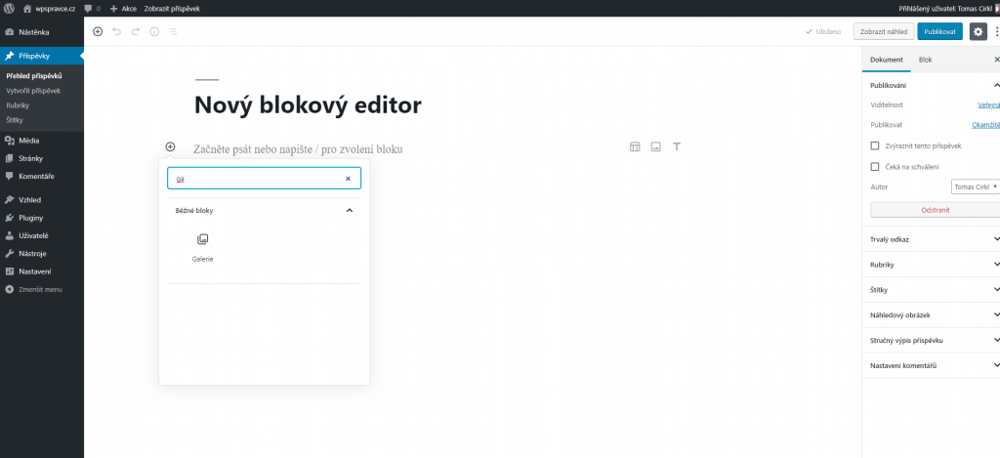 wpspravce.cz 0 Akce Zobrazit příspěvek Přihlášený uživatel: Tomas Cirkl
Nástěnka
Příspěvky
Přehled příspěvků
Vytvořit příspěvek
Rubriky
Štítky
Média
Stránky
Komentáře
Vzhled
Pluginy
Uživatelé
Nástroje
Nastavení
Zmenšit menu
Uloženo Zobrazit náhled Publikovat
Nový blokový editor
Začněte psát nebo napište / pro zvolení bloku
ga
Běžné bloky
Galerie
Dokument Blok
Publikování
Viditelnost Veřejná
Publikovat Okamžitě
Zvýraznit tento příspěvek
Čeká na schválení
Autor Tomas Cirkl
Odstranit
Trvalý odkaz
Rubriky
Štítky
Náhledový obrázek
Stručný výpis příspěvku
Nastavení komentářů